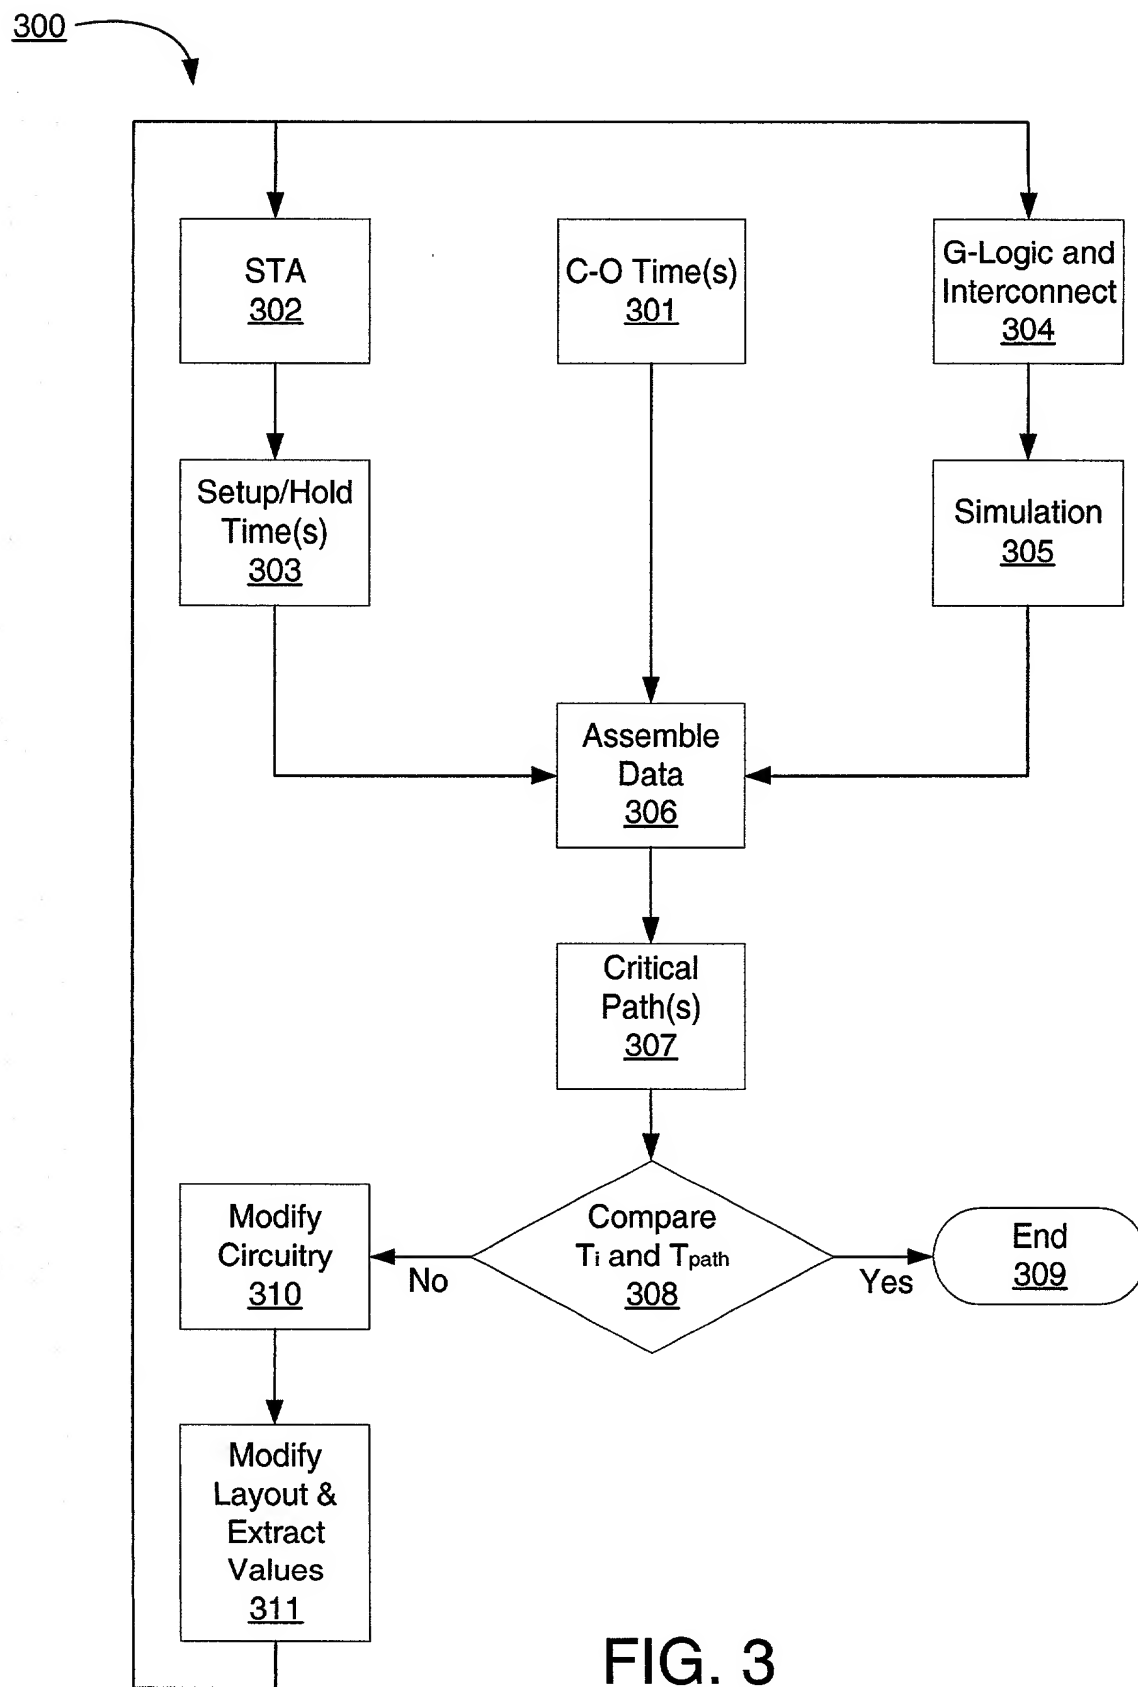 300
STA
302
C-O Time(s)
301
G-Logic and
Interconnect
304
Setup/Hold
Time(s)
303
Simulation
305
Assemble
Data
306
Critical
Path(s)
307
Compare
Ti and Tpath
308
No
Yes
Modify
Circuitry
310
End
309
Modify
Layout &
Extract
Values
311
FIG. 3